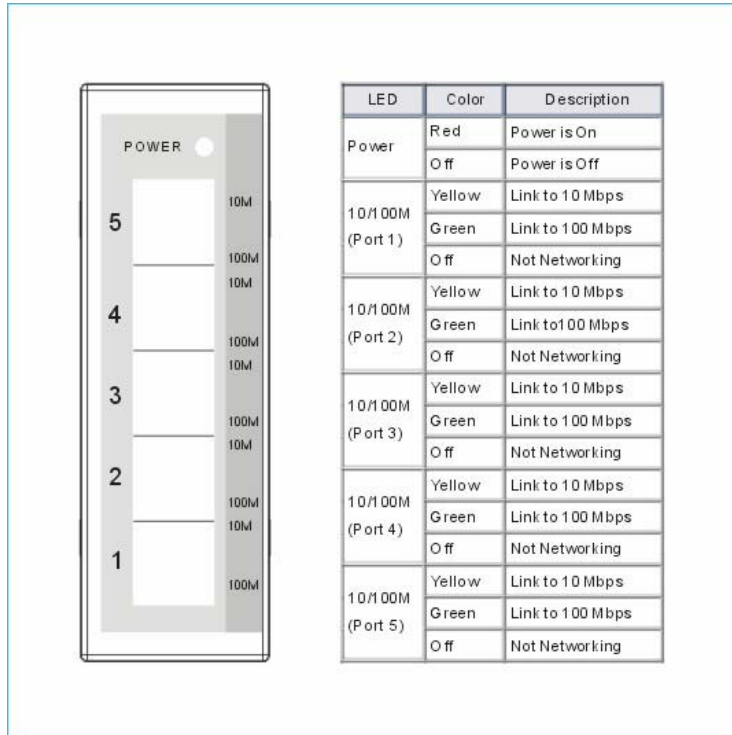 POWER
5
10M
100M
4
10M
100M
3
10M
100M
2
10M
100M
1
10M
100M
LED Color Description
Power Red Power is On
Off Power is Off
10/100M (Port 1) Yellow Link to 10 Mbps
Green Link to 100 Mbps
Off Not Networking
10/100M (Port 2) Yellow Link to 10 Mbps
Green Link to100 Mbps
Off Not Networking
10/100M (Port 3) Yellow Link to 10 Mbps
Green Link to 100 Mbps
Off Not Networking
10/100M (Port 4) Yellow Link to 10 Mbps
Green Link to 100 Mbps
Off Not Networking
10/100M (Port 5) Yellow Link to 10 Mbps
Green Link to 100 Mbps
Off Not Networking